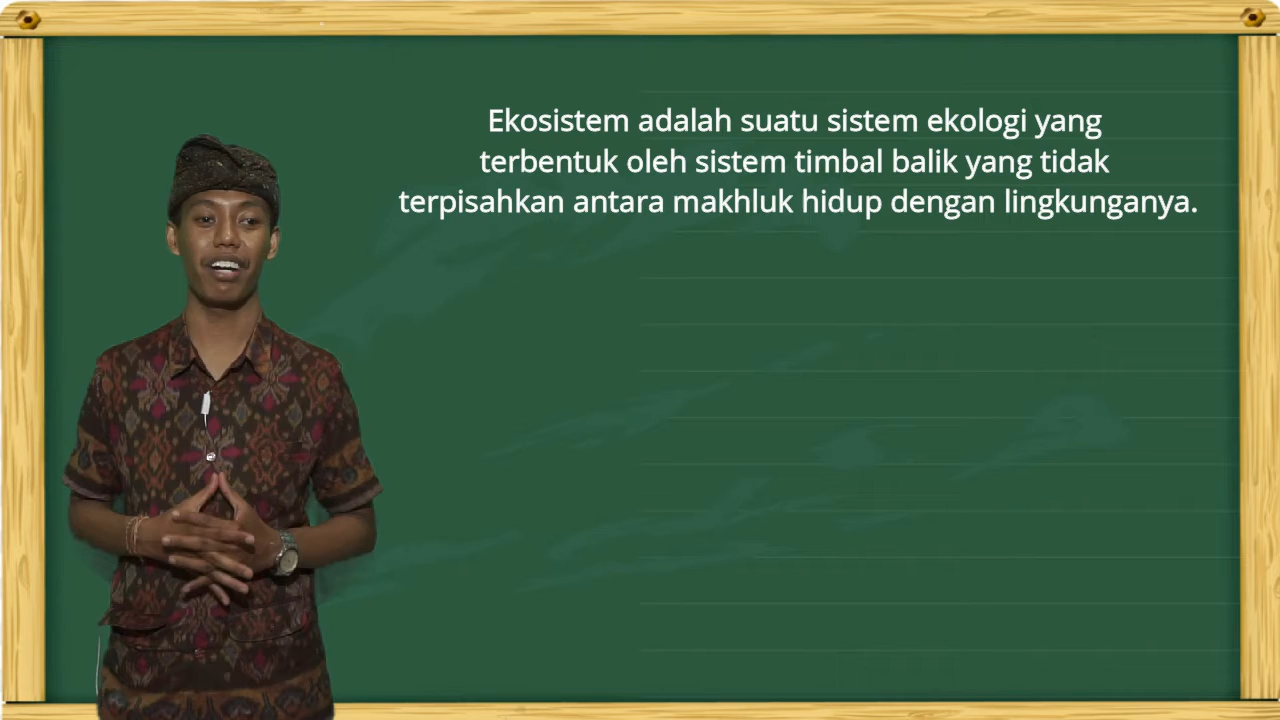 Ekosistem adalah suatu sistem ekologi yang
terbentuk oleh sistem timbal balik yang tidak
terpisahkan antara makhluk hidup dengan lingkunganya.